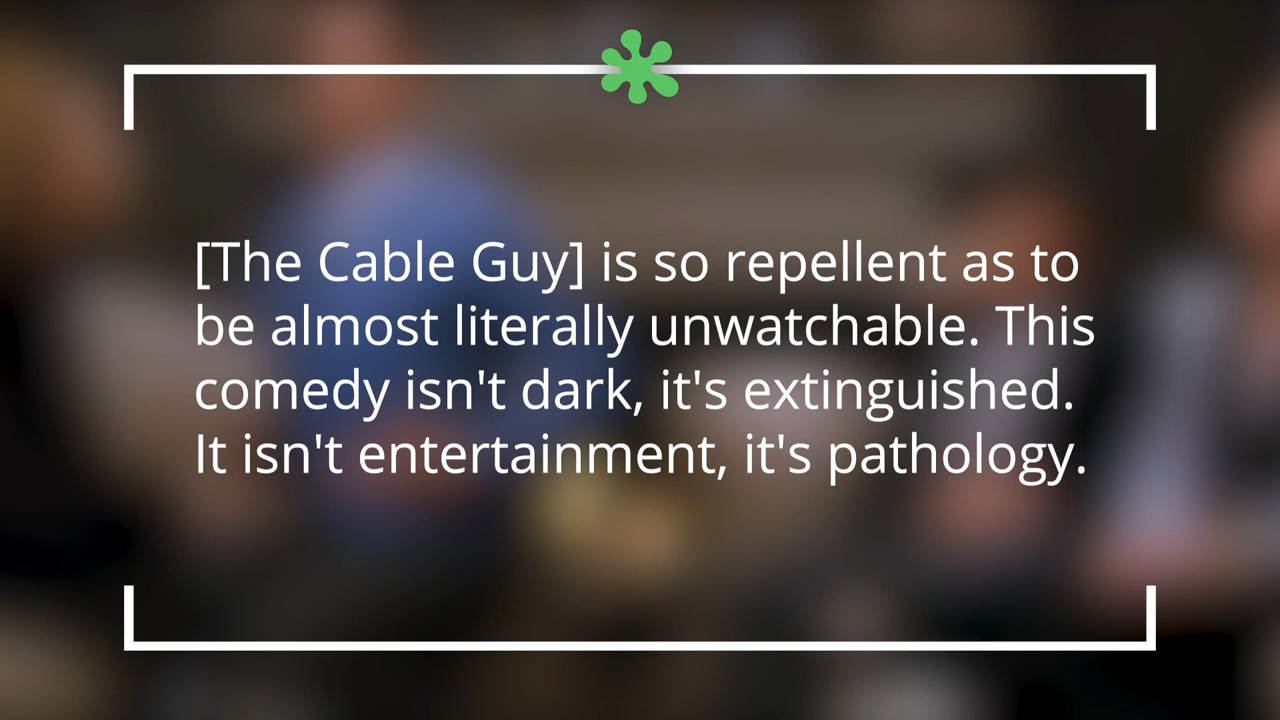 [The Cable Guy] is so repellent as to
be almost literally unwatchable. This
comedy isn't dark, it's extinguished.
It isn't entertainment, it's pathology.